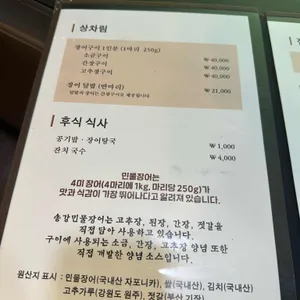 상차림
장어구이 1인분 (1마리 250g)
소금구이 ₩ 40,000
간장구이 ₩ 40,000
고추장구이 ₩ 40,000
장어 덮밥 (반마리) ₩ 21,000
후식 식사
공기밥 · 장어탕국 ₩ 1,000
잔치 국수 ₩ 4,000
민물장어는
4미 장어(4마리에 1kg, 마리당 250g)가
맛과 식감이 가장 뛰어나다고 알려져 있습니다.
송강민물장어는 고추장, 된장, 간장, 젓갈을
직접 담아 사용하고 있습니다.
구이에 사용되는 소금, 간장, 고추장 양념 또한
직접 개발한 양념 소스입니다.
원산지 표시 : 민물장어(국내산 자포니카), 쌀(국내산), 김치(국내산)
고추가루(강원도 원주), 젓갈(부산 기장)